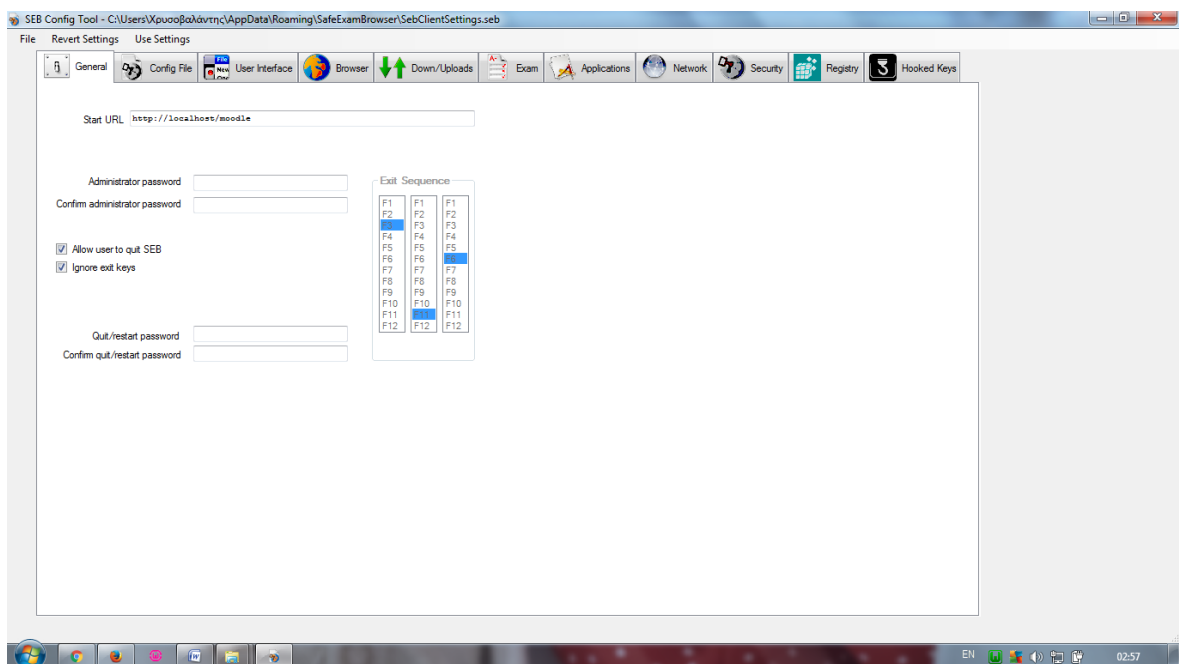 SEB Config Tool - C:\Users\Χρυσοβαλάντης\AppData\Roaming\SafeExamBrowser\SebClientSettings.seb
File Revert Settings Use Settings
General Config File User Interface Browser Down/Uploads Exam Applications Network Security Registry Hooked Keys
Start URL http://localhost/moodle
Administrator password
Confirm administrator password
Allow user to quit SEB
Ignore exit keys
Quit/restart password
Confirm quit/restart password
Exit Sequence
F1 F1 F1
F2 F2 F2
F3 F3 F3
F4 F4 F4
F5 F5 F5
F6 F6 F6
F7 F7 F7
F8 F8 F8
F9 F9 F9
F10 F10 F10
F11 F11 F11
F12 F12 F12
EN 02:57